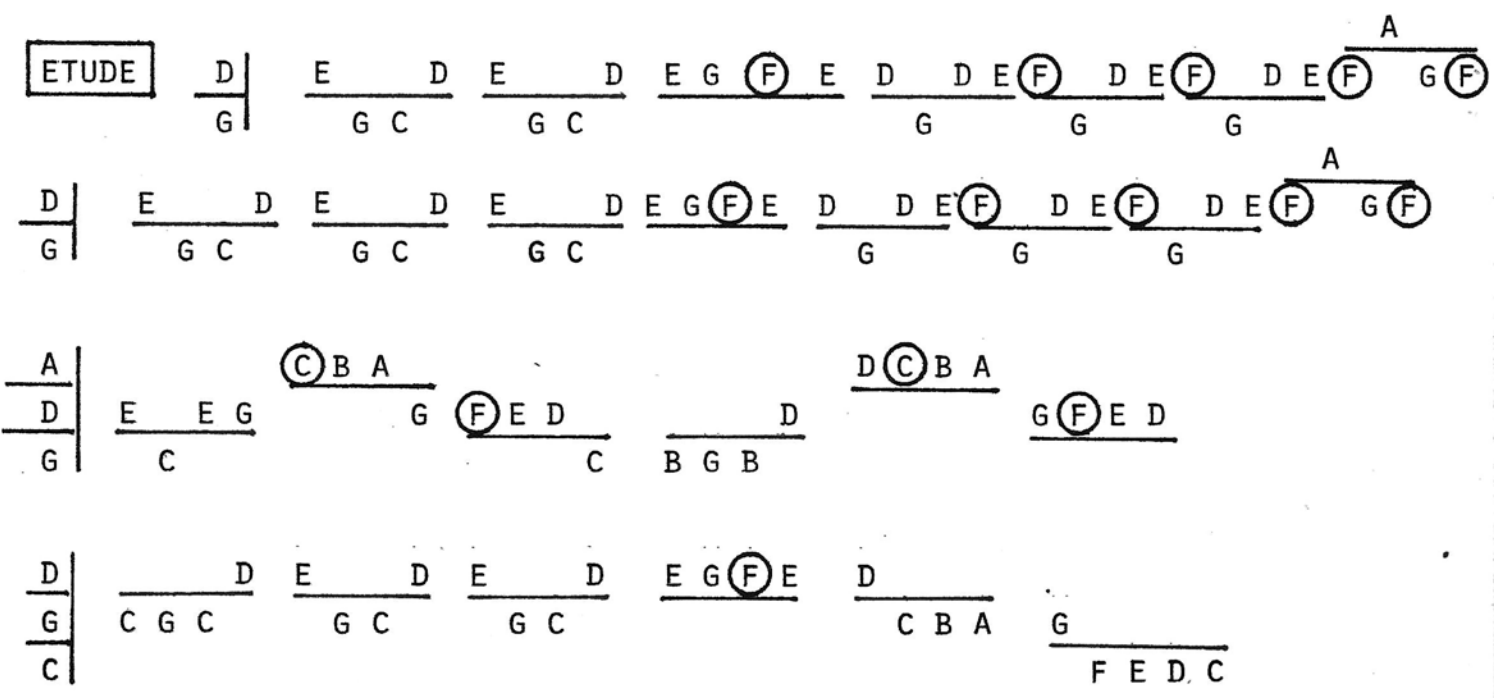 A
ETUDE D E D E D E G F E D D E F D E F D E F G F
G G C G C G G G
A
D E D E D E D E G F E D D E F D E F D E F G F
G G C G C G C G G G
A C B A D C B A
D E E G G F E D D G F E D
G C C B G B
D D E D E D E G F E D
G C G C G C G C C B A G
C F E D C